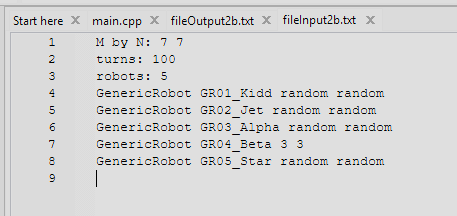 Start here main.cpp fileOutput2b.txt fileInput2b.txt
1 M by N: 7 7
2 turns: 100
3 robots: 5
4 GenericRobot GR01_Kidd random random
5 GenericRobot GR02_Jet random random
6 GenericRobot GR03_Alpha random random
7 GenericRobot GR04_Beta 3 3
8 GenericRobot GR05_Star random random
9